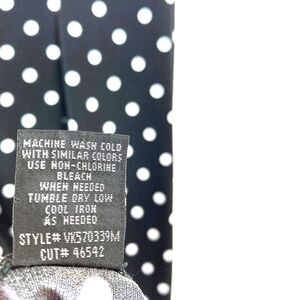 MACHINE WASH COLD
WITH SIMILAR COLORS
USE NON-CHLORINE
BLEACH
WHEN NEEDED
TUMBLE DRY LOW
COOL IRON
AS NEEDED
STYLE# VK570339M
CUT# 46542